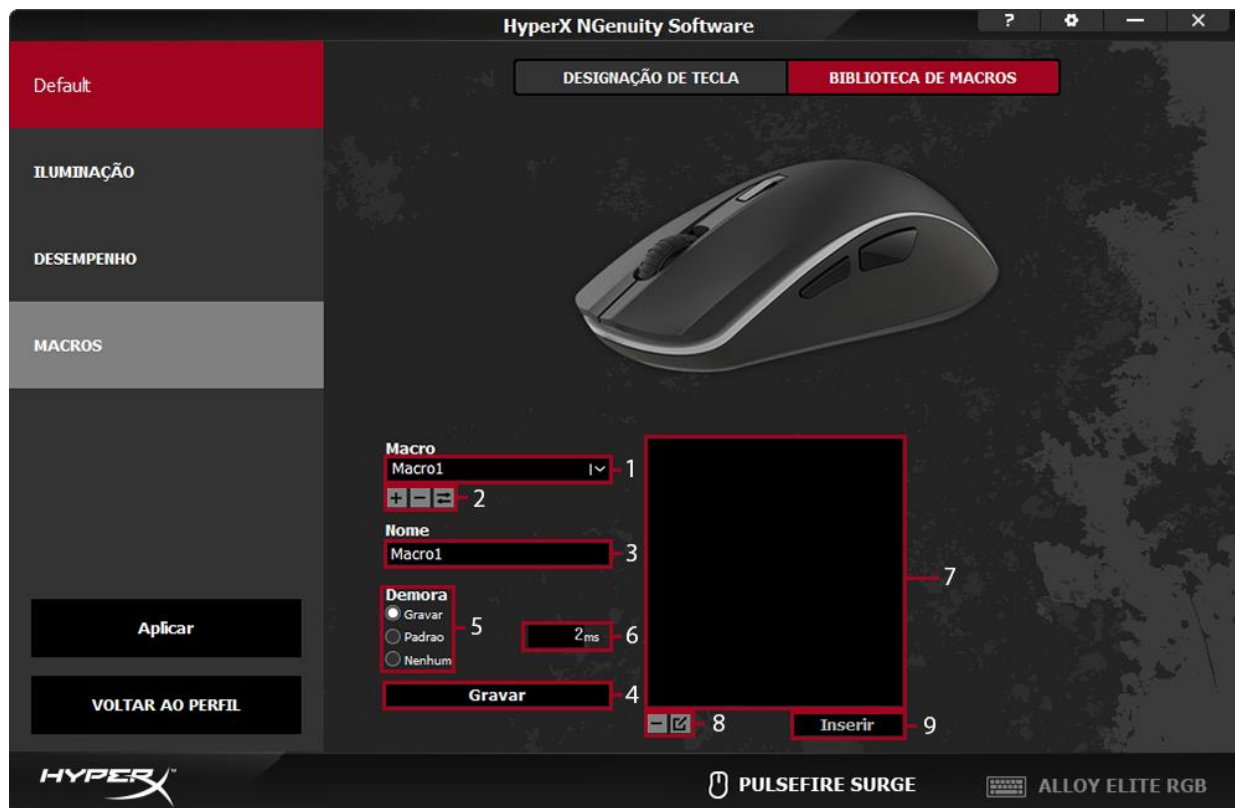 HyperX NGenuity Software
?
DESIGNAÇÃO DE TECLA
BIBLIOTECA DE MACROS
Default
ILUMINAÇÃO
DESEMPENHO
MACROS
Aplicar
VOLTAR AO PERFIL
Macro
Macro1
1
2
Nome
Macro1
3
Demora
Gravar
Padrao
Nenhum
5
2ms
6
Gravar
4
7
8
Inserir
9
HYPERX™
PULSEFIRE SURGE
ALLOY ELITE RGB